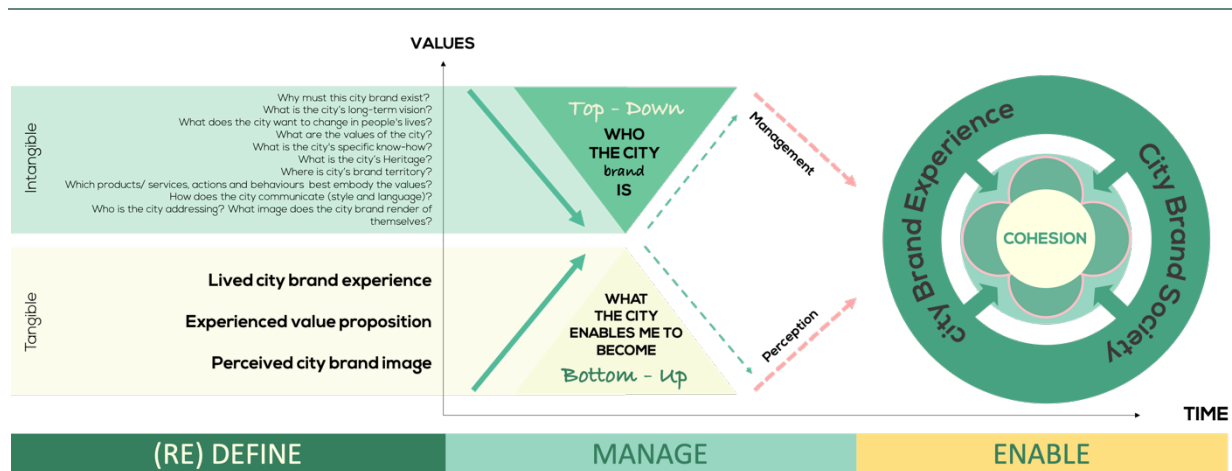 VALUES
Intangible
Why must this city brand exist?
What is the city's long-term vision?
What does the city want to change in people's lives?
What are the values of the city?
What is the city's specific know-how?
What is the city's Heritage?
Where is city's brand territory?
Which products/ services, actions and behaviours best embody the values?
How does the city communicate (style and language)?
Who is the city addressing? What image does the city brand render of
themselves?
Top - Down
WHO
THE CITY
brand
IS
Management
Tangible
Lived city brand experience
Experienced value proposition
Perceived city brand image
WHAT
THE CITY
ENABLES ME TO
BECOME
Bottom - Up
Perception
city Brand Experience
City Brand Society
COHESION
TIME
(RE) DEFINE
MANAGE
ENABLE